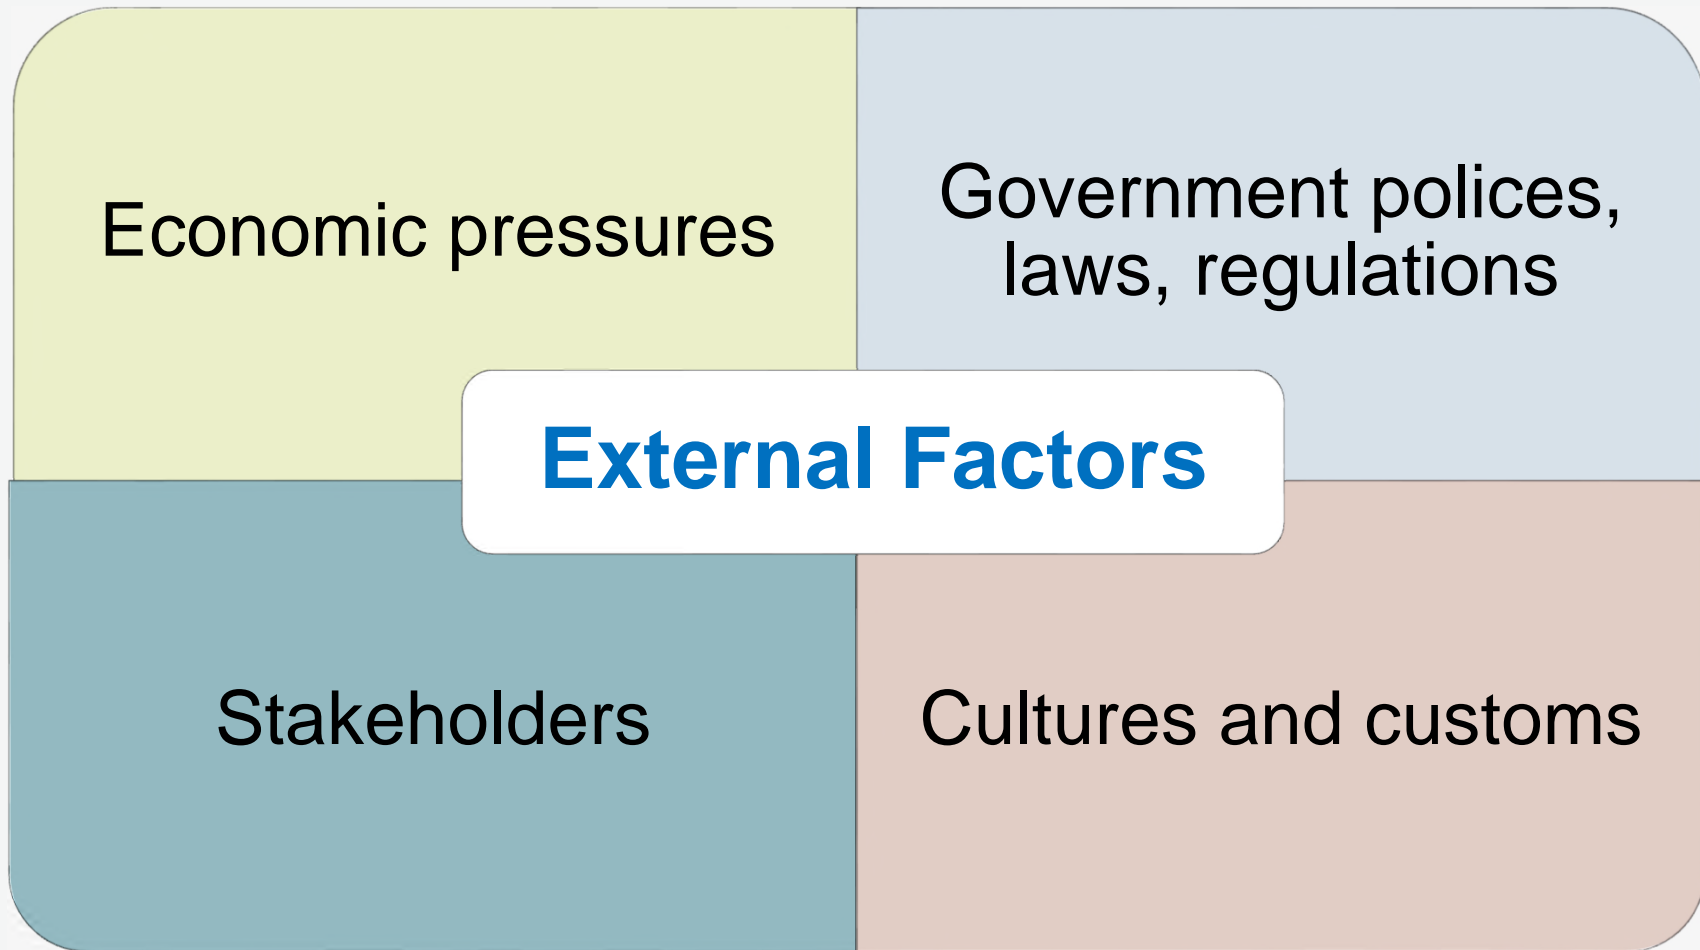 Economic pressures
Government polices,
laws, regulations
External Factors
Stakeholders
Cultures and customs